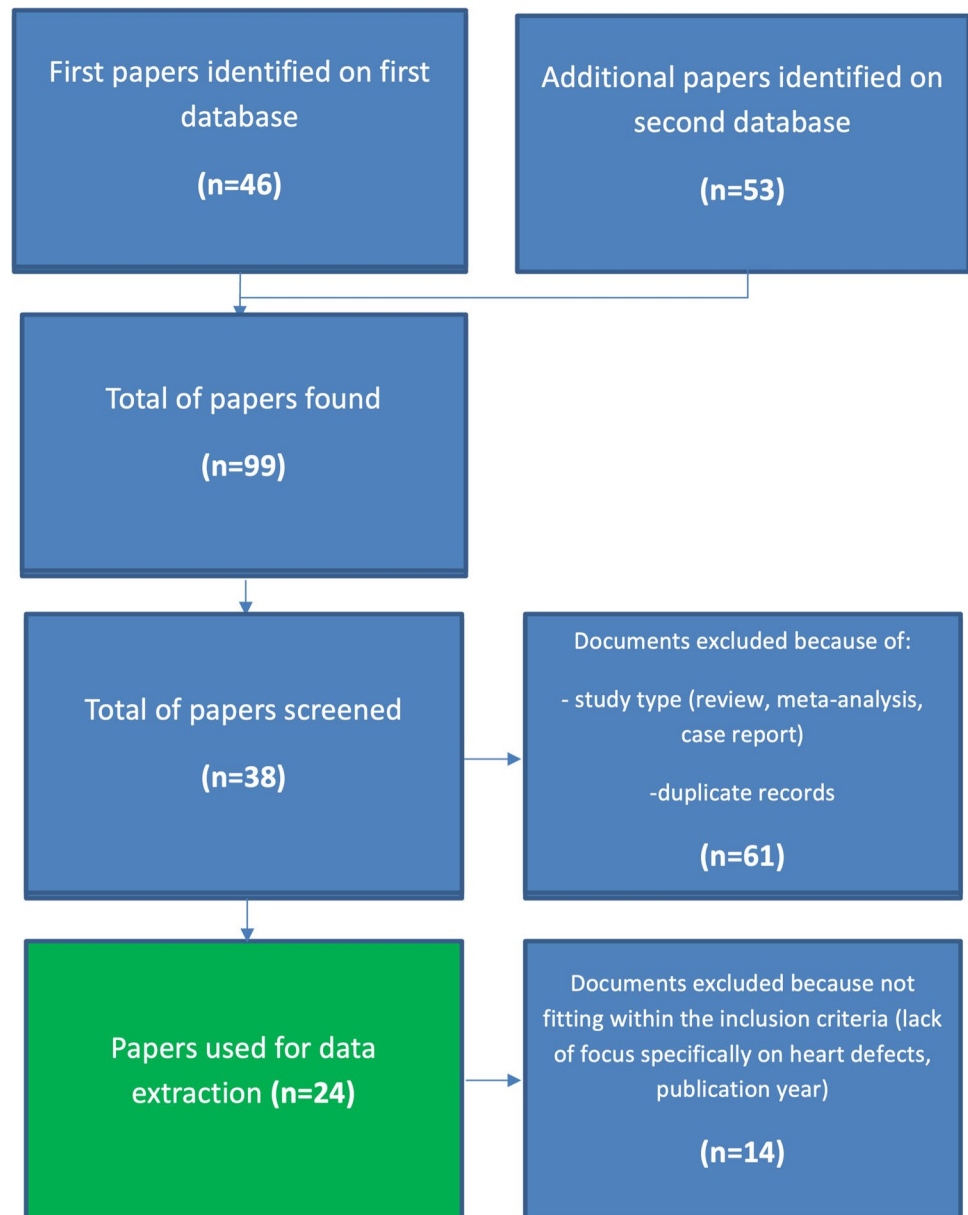 First papers identified on first
database
(n=46)
Additional papers identified on
second database
(n=53)
Total of papers found
(n=99)
Total of papers screened
(n=38)
Documents excluded because of:
- study type (review, meta-analysis,
case report)
-duplicate records
(n=61)
Papers used for data
extraction (n=24)
Documents excluded because not
fitting within the inclusion criteria (lack
of focus specifically on heart defects,
publication year)
(n=14)